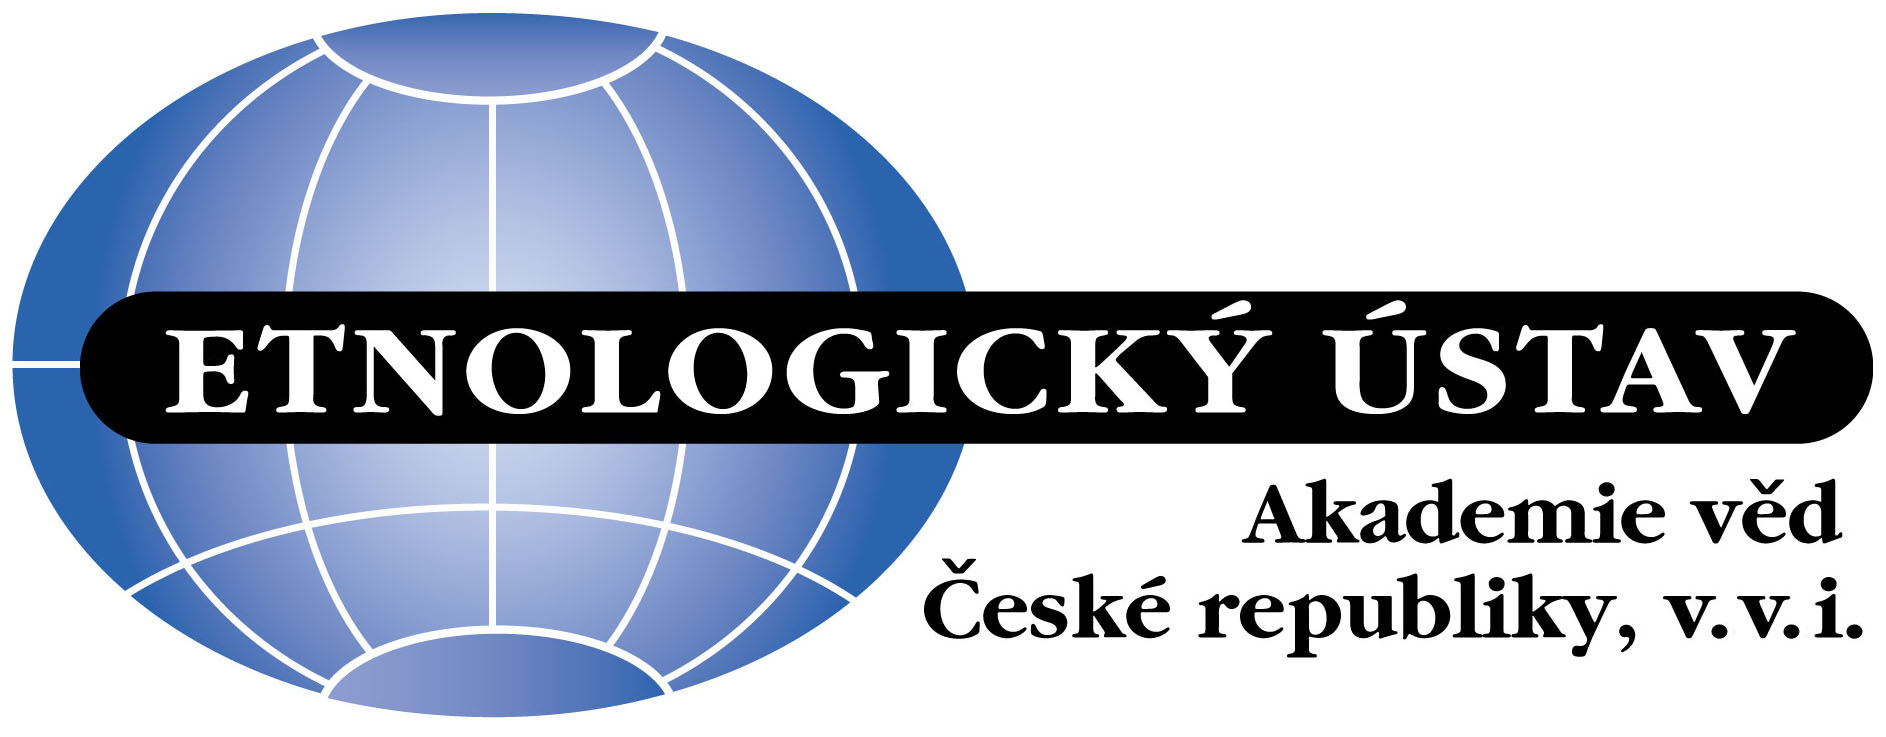 ETNOLOGICKÝ ÚSTAV
Akademie věd
České republiky, v. v. i.